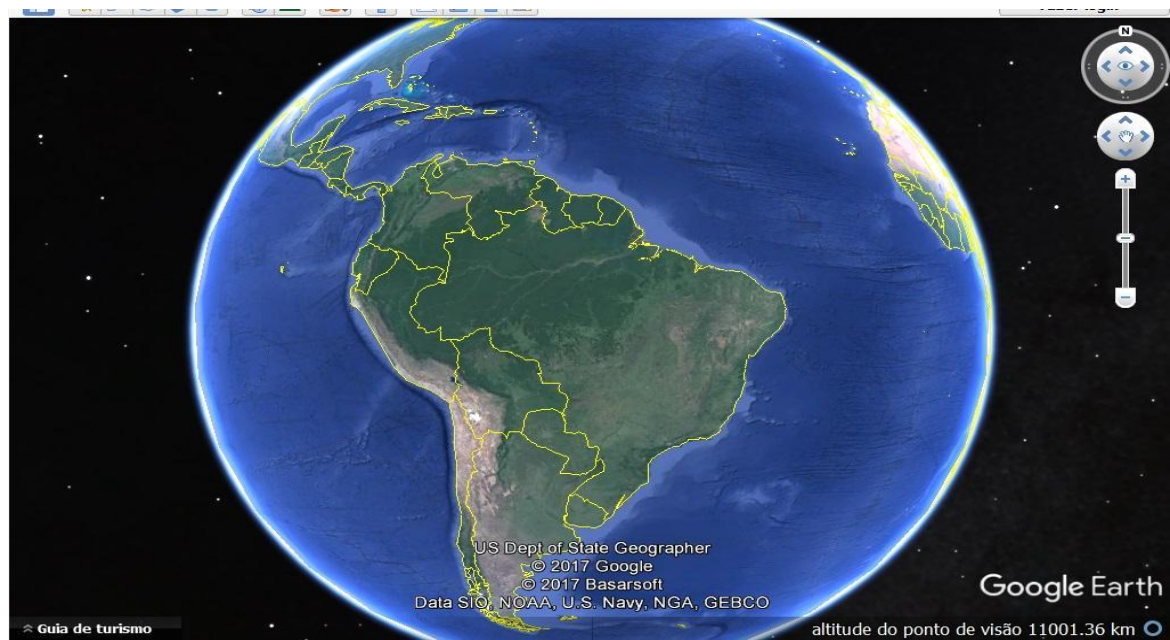 N
US Dept of State Geographer
© 2017 Google
© 2017 Basarsoft
Data SIO, NOAA, U.S. Navy, NGA, GEBCO
Google Earth
Guia de turismo
altitude do ponto de visão 11001.36 km